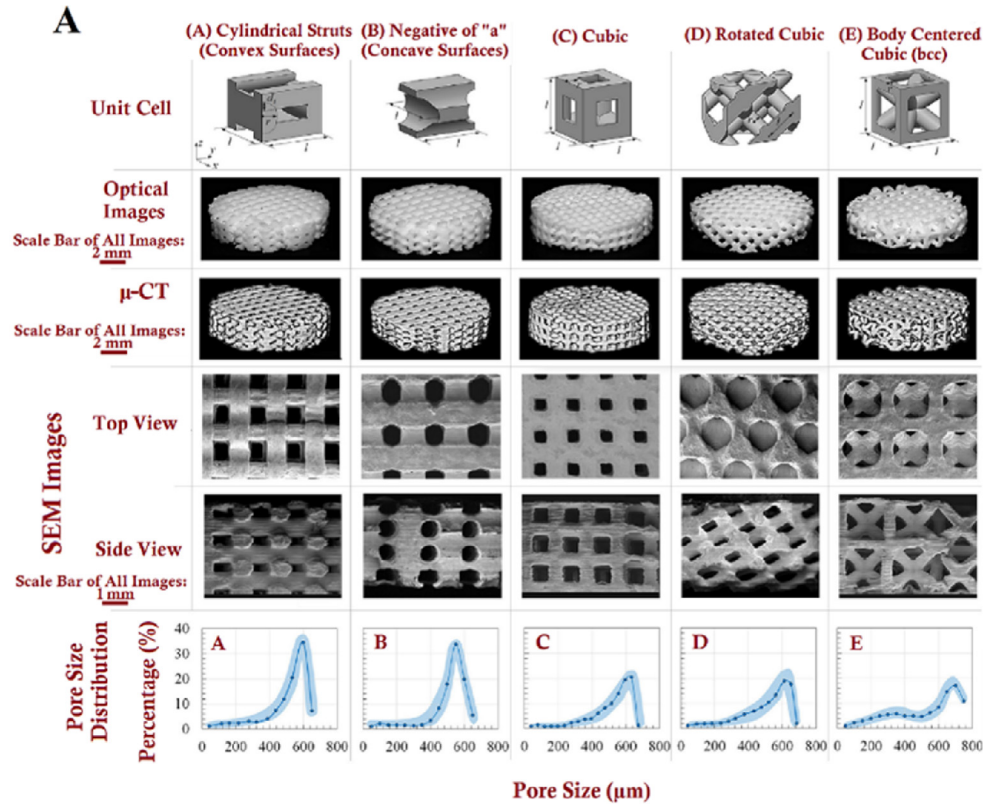 A
(A) Cylindrical Struts (Convex Surfaces)
(B) Negative of "a" (Concave Surfaces)
(C) Cubic
(D) Rotated Cubic
(E) Body Centered Cubic (bcc)
Unit Cell
Optical Images
Scale Bar of All Images:
2 mm
μ-CT
Scale Bar of All Images:
2 mm
SEM Images
Top View
Side View
Scale Bar of All Images:
1 mm
Pore Size Distribution
Percentage (%)
40
30
20
10
0
A
B
C
D
E
0 200 400 600 800
0 200 400 600 800
0 200 400 600 800
0 200 400 600 800
0 200 400 600 800
Pore Size (μm)